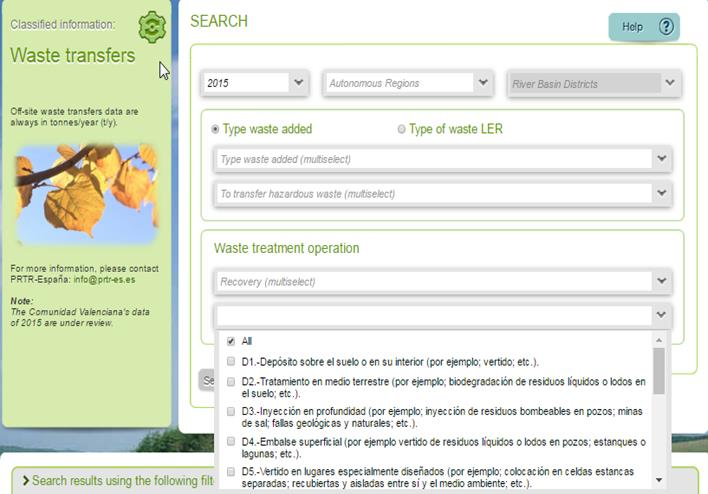 Classified information:
Waste transfers
Off-site waste transfers data are
always in tonnes/year (t/y).
For more information, please contact
PRTR-España: info@prtr-es.es
Note:
The Comunidad Valenciana's data
of 2015 are under review.
SEARCH
Help ?
2015
Autonomous Regions
River Basin Districts
Type waste added
Type of waste LER
Type waste added (multiselect)
To transfer hazardous waste (multiselect)
Waste treatment operation
Recovery (multiselect)
All
D1.-Depósito sobre el suelo o en su interior (por ejemplo; vertido; etc.).
D2.-Tratamiento en medio terrestre (por ejemplo; biodegradación de residuos líquidos o lodos en
el suelo; etc.).
D3.-Inyección en profundidad (por ejemplo; inyección de residuos bombeables en pozos; minas
de sal; fallas geológicas y naturales; etc.).
D4.-Embalse superficial (por ejemplo vertido de residuos líquidos o lodos en pozos; estanques o
lagunas; etc.).
D5.-Vertido en lugares especialmente diseñados (por ejemplo; colocación en celdas estancas
separadas; recubiertas y aisladas entre sí y el medio ambiente; etc.).
Se
Search results using the following filt